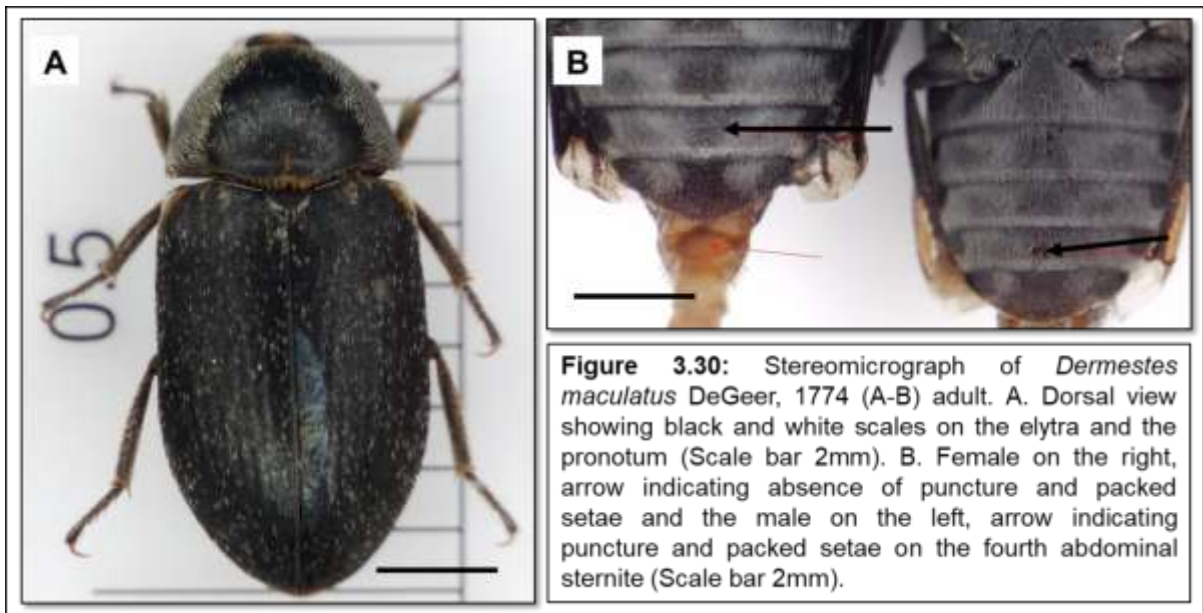 A
0.5
B
Figure 3.30: Stereomicrograph of Dermestes
maculatus DeGeer, 1774 (A-B) adult. A. Dorsal view
showing black and white scales on the elytra and the
pronotum (Scale bar 2mm). B. Female on the right,
arrow indicating absence of puncture and packed
setae and the male on the left, arrow indicating
puncture and packed setae on the fourth abdominal
sternite (Scale bar 2mm).